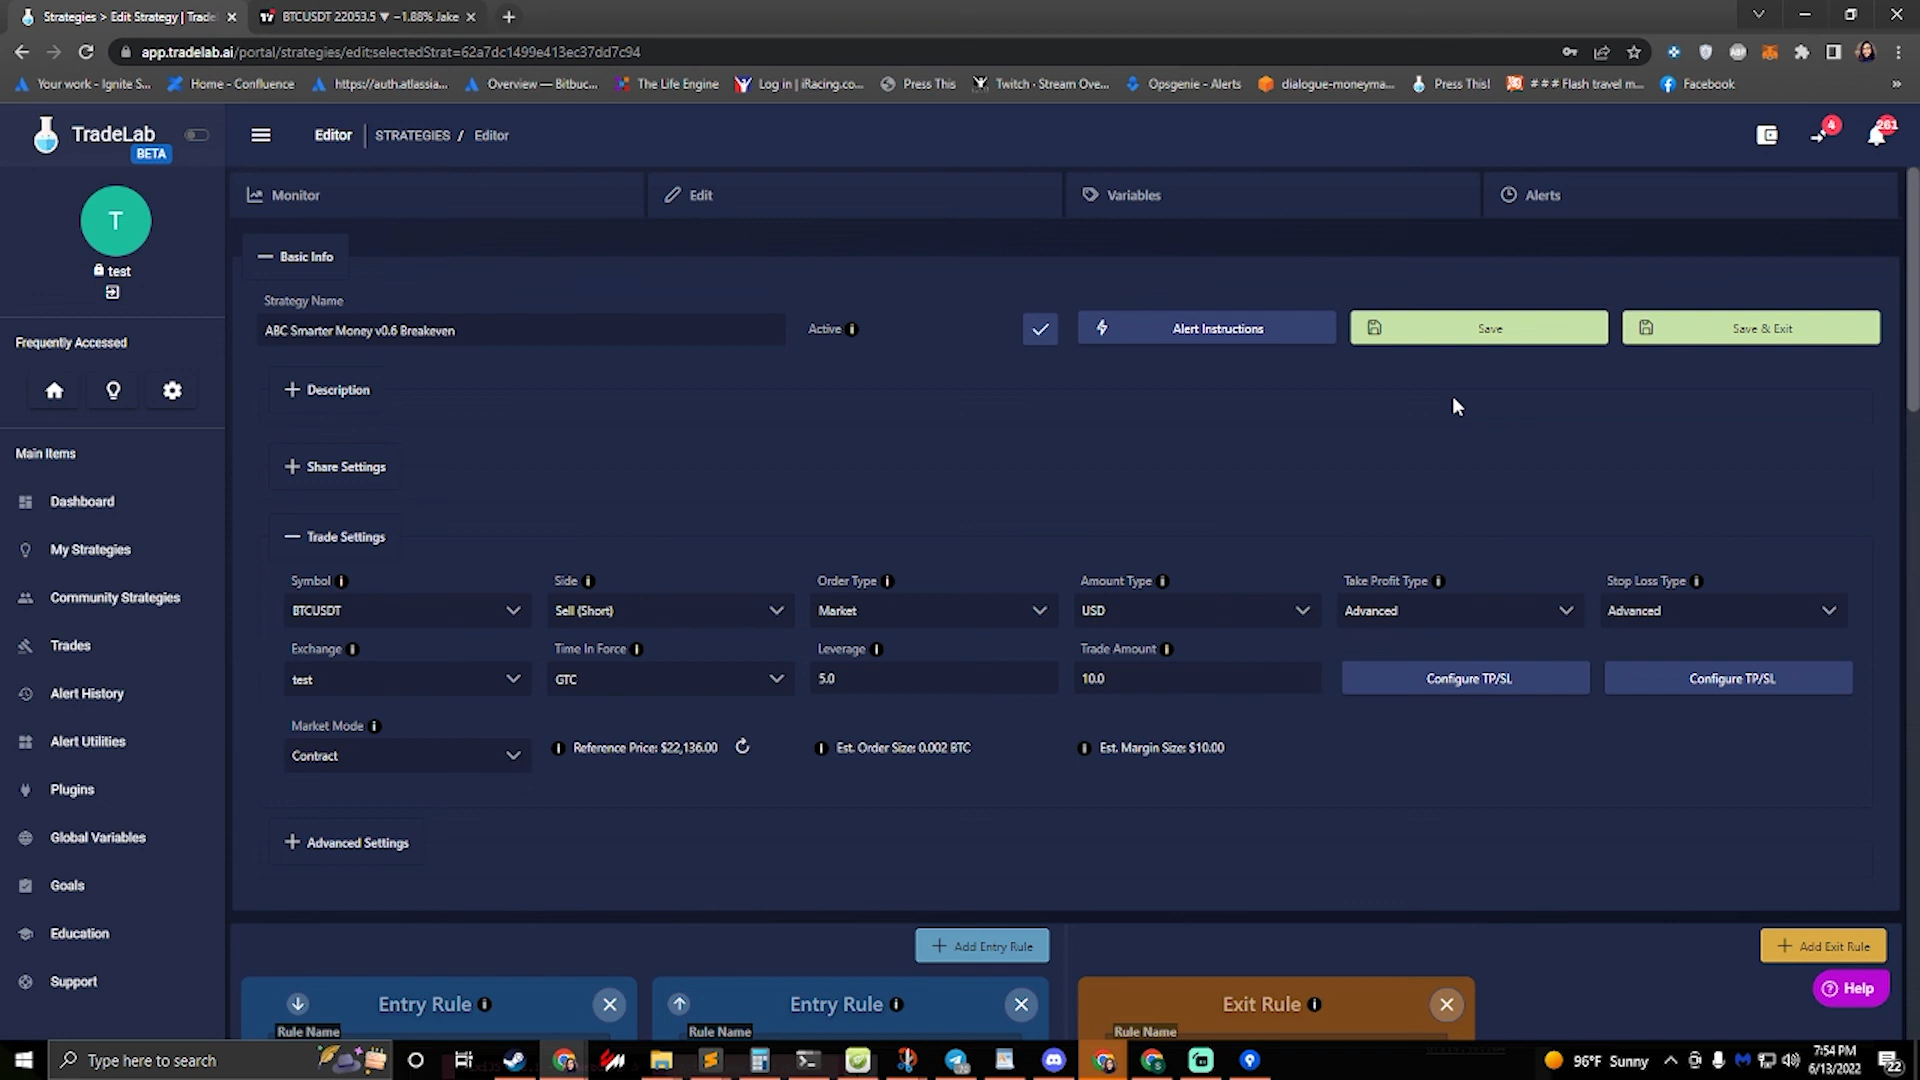 Strategies > Edit Strategy | Trade
BTCUSDT 22053.5 ▼ −1.88% Jake
app.tradelab.ai/portal/strategies/edit;selectedStrat=62a7dc1499e413ec37dd7c94
Your work - Ignite S...
Home - Confluence
https://auth.atlassia...
Overview — Bitbuc...
The Life Engine
Log in | iRacing.co...
Press This
Twitch - Stream Ove...
Opsgenie - Alerts
dialogue-moneyma...
Press This!
# # # Flash travel m...
Facebook
»
TradeLab
BETA
Editor
STRATEGIES / Editor
4
261
T
test
Frequently Accessed
Main Items
Dashboard
My Strategies
Community Strategies
Trades
Alert History
Alert Utilities
Plugins
Global Variables
Goals
Education
Support
Monitor
Edit
Variables
Alerts
Basic Info
Strategy Name
ABC Smarter Money v0.6 Breakeven
Active
Alert Instructions
Save
Save & Exit
Description
Share Settings
Trade Settings
Symbol
Side
Order Type
Amount Type
Take Profit Type
Stop Loss Type
BTCUSDT
Sell (Short)
Market
USD
Advanced
Advanced
Exchange
Time In Force
Leverage
Trade Amount
test
GTC
5.0
10.0
Configure TP/SL
Configure TP/SL
Market Mode
Contract
Reference Price: $22,136.00
Est. Order Size: 0.002 BTC
Est. Margin Size: $10.00
Advanced Settings
Add Entry Rule
Add Exit Rule
Entry Rule
Entry Rule
Exit Rule
Rule Name
Rule Name
Rule Name
Help
Type here to search
96°F Sunny
7:54 PM
6/13/2022
22